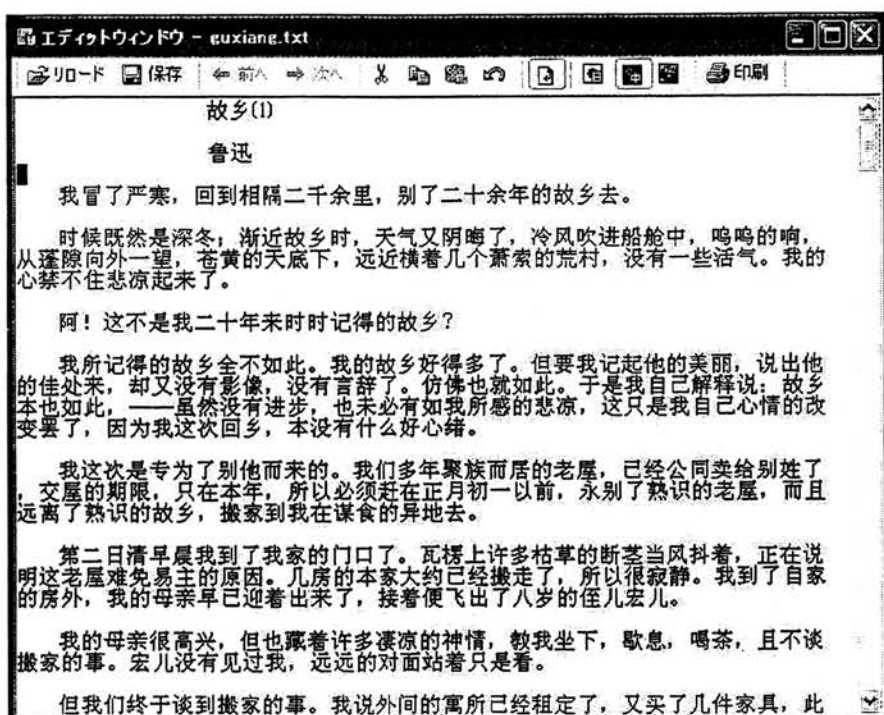 エディットウィンドウ - guxiang.txt
リロード 保存 前へ 次へ 印刷
故乡(1)
鲁迅
我冒了严寒，回到相隔二千余里，别了二十余年的故乡去。
时候既然是深冬；渐近故乡时，天气又阴晦了，冷风吹进船舱中，呜呜的响，
从蓬隙向外一望，苍黄的天底下，远近横着几个萧索的荒村，没有一些活气。我的
心禁不住悲凉起来了。
阿！这不是我二十年来时时记得的故乡？
我所记得的故乡全不如此。我的故乡好得多了。但要我记起他的美丽，说出他
的佳处来，却又没有影像，没有言辞了。仿佛也就如此。于是我自己解释说：故乡
本也如此，——虽然没有进步，也未必有如我所感的悲凉，这只是我自己心情的改
变罢了，因为我这次回乡，本没有什么好心绪。
我这次是专为了别他而来的。我们多年聚族而居的老屋，已经公同卖给别姓了
，交屋的期限，只在本年，所以必须赶在正月初一以前，永别了熟识的老屋，而且
远离了熟识的故乡，搬家到我在谋食的异地去。
第二日清早晨我到了我家的门口了。瓦楞上许多枯草的断茎当风抖着，正在说
明这老屋难免易主的原因。几房的本家大约已经搬走了，所以很寂静。我到了自家
的房外，我的母亲早已迎着出来了，接着便飞出了八岁的侄儿宏儿。
我的母亲很高兴，但也藏着许多凄凉的神情，教我坐下，歇息，喝茶，且不谈
搬家的事。宏儿没有见过我，远远的对面站着只是看。
但我们终于谈到搬家的事。我说外间的寓所已经租定了，又买了几件家具，此